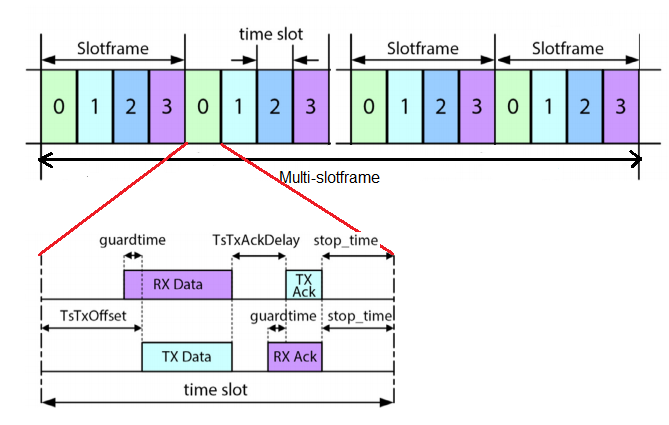 Slotframe
time slot
Slotframe
Slotframe
0 1 2 3 0 1 2 3 0 1 2 3 0 1 2 3
Multi-slotframe
guardtime
TsTxAckDelay
stop_time
RX Data
TX
Ack
TsTxOffset
guardtime
stop_time
TX Data
RX Ack
time slot